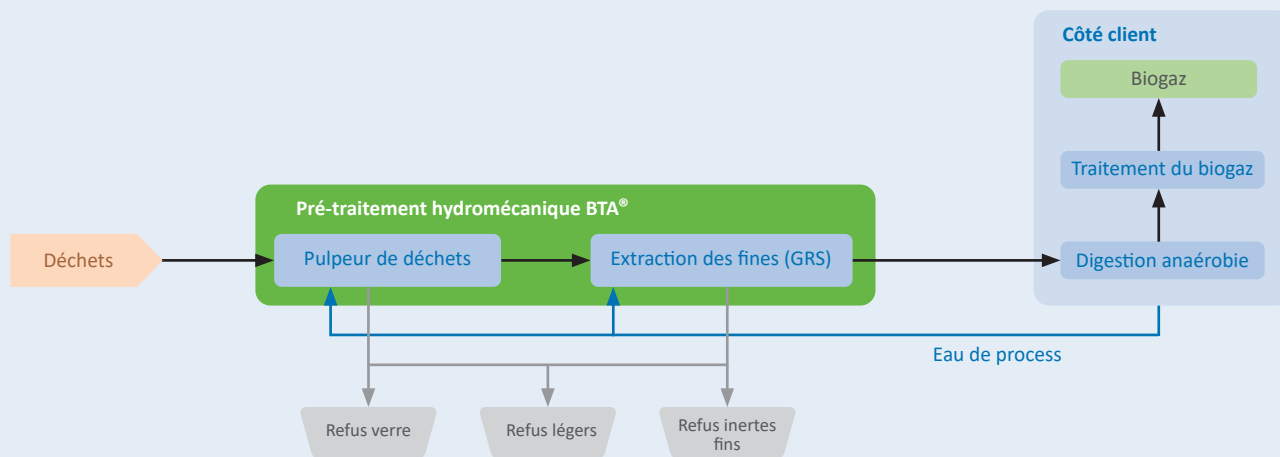 Côté client
Biogaz
Traitement du biogaz
Pré-traitement hydromécanique BTA®
Déchets
Pulpeur de déchets
Extraction des fines (GRS)
Digestion anaérobie
Eau de process
Refus verre
Refus légers
Refus inertes
fins